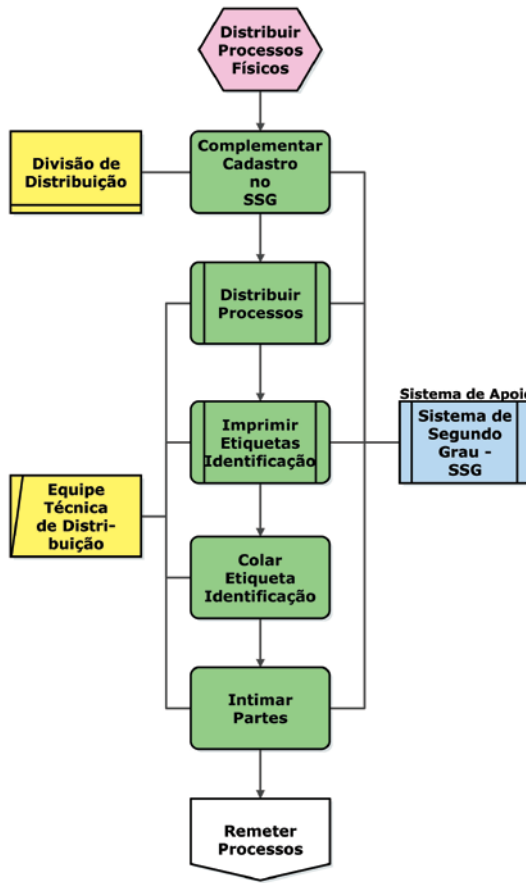 Distribuir
Processos
Físicos
Divisão de
Distribuição
Complementar
Cadastro
no
SSG
Distribuir
Processos
Imprimir
Etiquetas
Identificação
Sistema de Apoio
Sistema de
Segundo
Grau -
SSG
Equipe
Técnica
de Distri-
buição
Colar
Etiqueta
Identificação
Intimar
Partes
Remeter
Processos